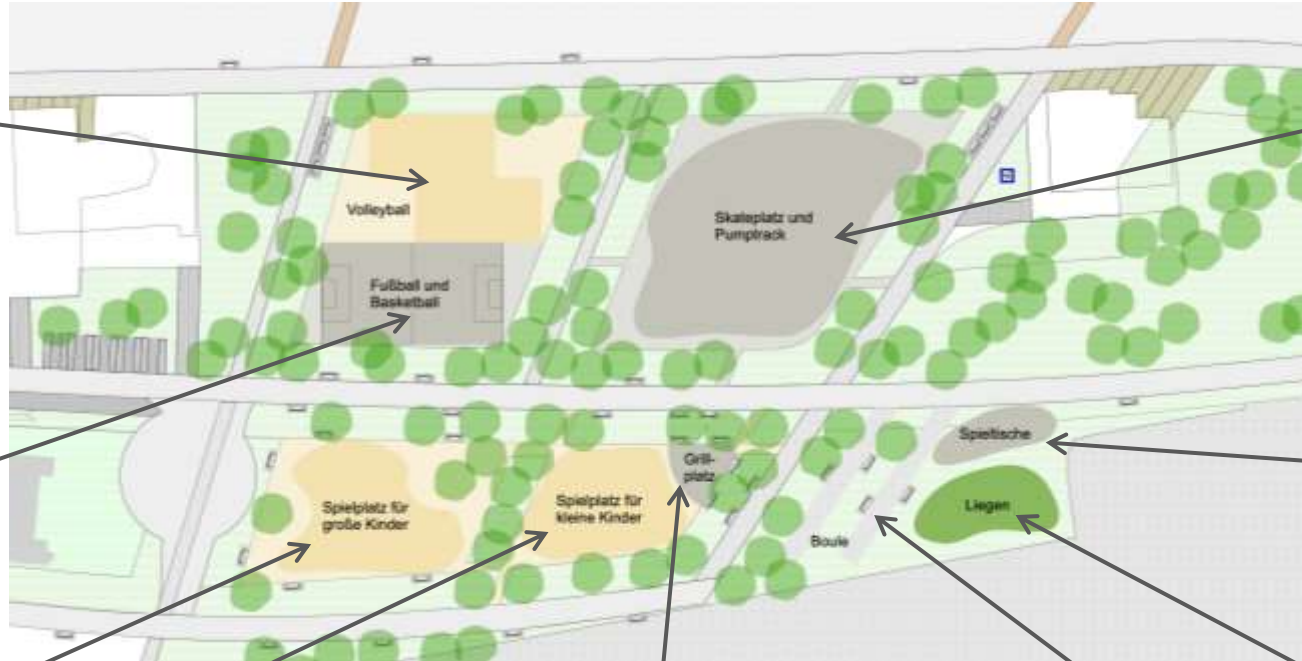 Volleyball
Skateplatz und
Pumptrack
Fußball und
Basketball
Spieltische
Grill-
platz
Spielplatz für
große Kinder
Spielplatz für
kleine Kinder
Liegen
Boule